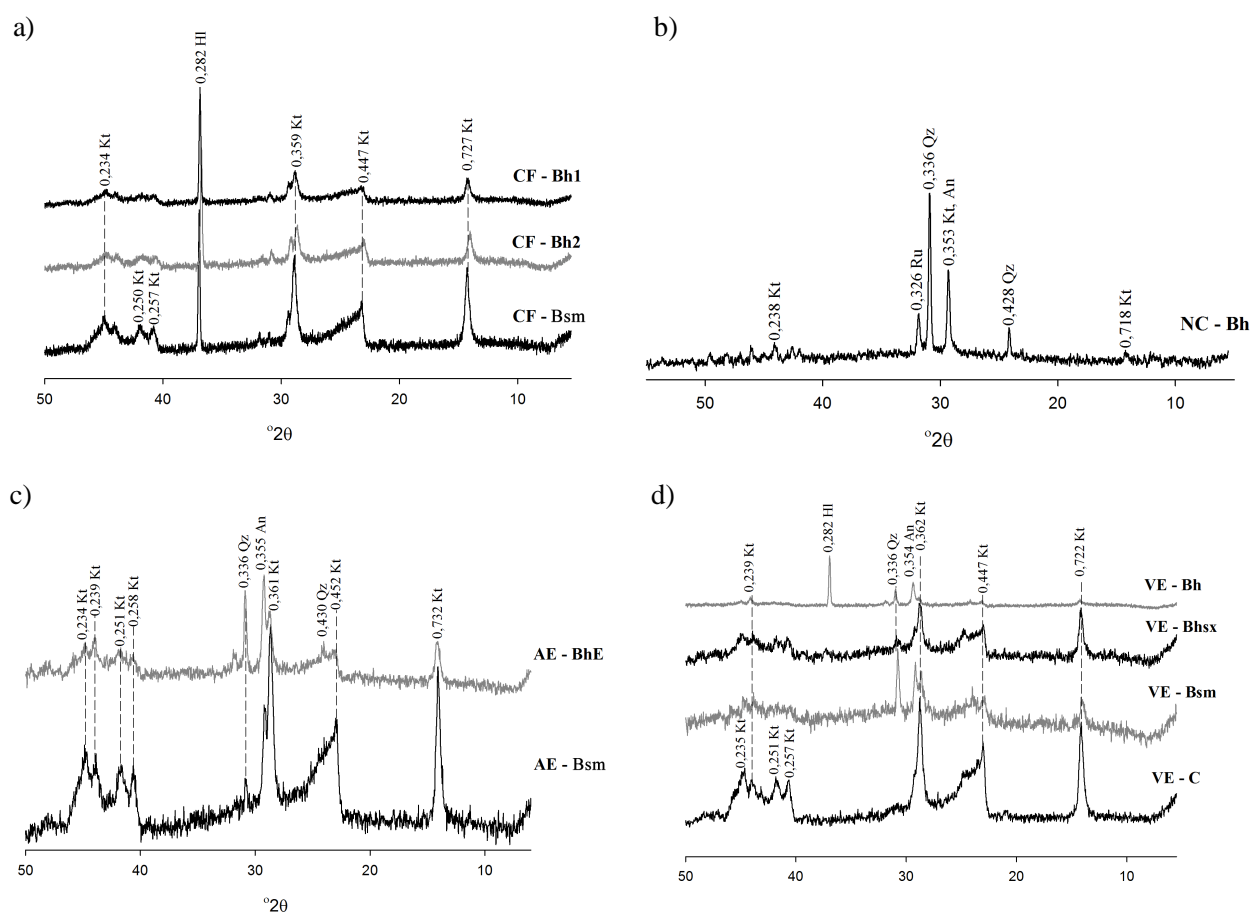 a)
0,282 Hl
0,234 Kt
0,250 Kt
0,257 Kt
0,359 Kt
0,447 Kt
0,727 Kt
CF - Bh1
CF - Bh2
CF - Bsm
50 40 30 20 10
°2θ
b)
0,238 Kt
0,326 Ru
0,336 Qz
0,353 Kt, An
0,428 Qz
0,718 Kt
NC - Bh
50 40 30 20 10
°2θ
c)
0,234 Kt
0,239 Kt
0,251 Kt
0,258 Kt
0,336 Qz
0,355 An
0,361 Kt
0,430 Qz
0,452 Kt
0,732 Kt
AE - BhE
AE - Bsm
50 40 30 20 10
°2θ
d)
0,239 Kt
0,282 Hl
0,336 Qz
0,354 An
0,362 Kt
0,447 Kt
0,722 Kt
VE - Bh
VE - Bhsx
VE - Bsm
0,235 Kt
0,251 Kt
0,257 Kt
VE - C
50 40 30 20 10
°2θ